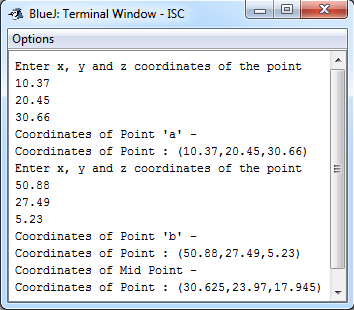 BlueJ: Terminal Window - ISC
Options
Enter x, y and z coordinates of the point
10.37
20.45
30.66
Coordinates of Point 'a' -
Coordinates of Point : (10.37,20.45,30.66)
Enter x, y and z coordinates of the point
50.88
27.49
5.23
Coordinates of Point 'b' -
Coordinates of Point : (50.88,27.49,5.23)
Coordinates of Mid Point -
Coordinates of Point : (30.625,23.97,17.945)